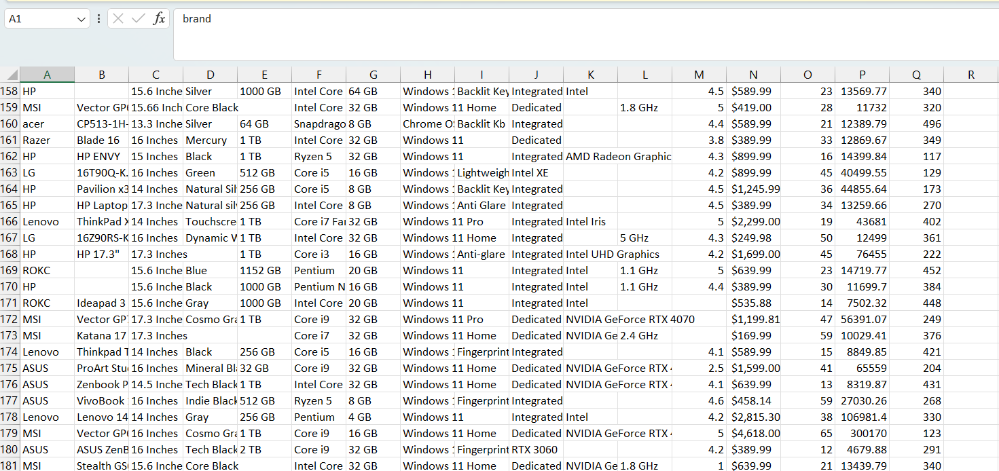 A1 fx brand
A B C D E F G H I J K L M N O P Q R
158 HP 15.6 Inche Silver 1000 GB Intel Core 64 GB Windows 1 Backlit Key Integrated Intel 4.5 $589.99 23 13569.77 340
159 MSI Vector GP 15.66 Inch Core Black Intel Core 32 GB Windows 11 Home Dedicated 1.8 GHz 5 $419.00 28 11732 320
160 acer CP513-1H- 13.3 Inche Silver 64 GB Snapdrago 8 GB Chrome O Backlit Kb Integrated 4.4 $589.99 21 12389.79 496
161 Razer Blade 16 16 Inches Mercury 1 TB Intel Core 32 GB Windows 11 Dedicated 3.8 $389.99 33 12869.67 349
162 HP HP ENVY 15 Inches Black 1 TB Ryzen 5 32 GB Windows 11 Integrated AMD Radeon Graphic 4.3 $899.99 16 14399.84 117
163 LG 16T90Q-K. 16 Inches Green 512 GB Core i5 16 GB Windows 1 Lightweigh Intel XE 4.2 $899.99 45 40499.55 129
164 HP Pavilion x3 14 Inches Natural Sil 256 GB Core i5 8 GB Windows 1 Backlit Key Integrated 4.5 $1,245.99 36 44855.64 173
165 HP HP Laptop 17.3 Inche Natural silv 256 GB Intel Core 8 GB Windows 1 Anti Glare Integrated 4.5 $389.99 34 13259.66 270
166 Lenovo ThinkPad X 14 Inches Touchscre 1 TB Core i7 Fa 32 GB Windows 11 Pro Integrated Intel Iris 5 $2,299.00 19 43681 402
167 LG 16Z90RS-K 16 Inches Dynamic W 1 TB Intel Core 32 GB Windows 11 Home Integrated 5 GHz 4.3 $249.98 50 12499 361
168 HP HP 17.3" 17.3 Inches 1 TB Core i3 16 GB Windows 1 Anti-glare Integrated Intel UHD Graphics 4.2 $1,699.00 45 76455 222
169 ROKC 15.6 Inche Blue 1152 GB Pentium 20 GB Windows 11 Integrated Intel 1.1 GHz 5 $639.99 23 14719.77 452
170 HP 15.6 Inche Black 1000 GB Pentium N 16 GB Windows 11 Integrated Intel 1.1 GHz 4.4 $389.99 30 11699.7 384
171 ROKC Ideapad 3 15.6 Inche Gray 1000 GB Intel Core 20 GB Windows 11 Integrated Intel $535.88 14 7502.32 448
172 MSI Vector GP 17.3 Inche Cosmo Gra 1 TB Core i9 32 GB Windows 11 Pro Dedicated NVIDIA GeForce RTX 4070 $1,199.81 47 56391.07 249
173 MSI Katana 17 17.3 Inches Core i7 32 GB Windows 11 Home Dedicated NVIDIA Ge 2.4 GHz $169.99 59 10029.41 376
174 Lenovo Thinkpad T 14 Inches Black 256 GB Core i5 16 GB Windows 1 Fingerprint Integrated 4.1 $589.99 15 8849.85 421
175 ASUS ProArt Stu 16 Inches Mineral Bl 32 GB Core i9 32 GB Windows 11 Home Dedicated NVIDIA GeForce RTX 2.5 $1,599.00 41 65559 204
176 ASUS Zenbook P 14.5 Inche Tech Black 1 TB Intel Core 32 GB Windows 11 Home Dedicated NVIDIA GeForce RTX 4.1 $639.99 13 8319.87 431
177 ASUS VivoBook 16 Inches Indie Black 512 GB Ryzen 5 8 GB Windows 1 Fingerprint Integrated 4.6 $458.14 59 27030.26 268
178 Lenovo Lenovo 14 14 Inches Gray 256 GB Pentium 4 GB Windows 11 Integrated Intel 4.2 $2,815.30 38 106981.4 330
179 MSI Vector GP 16 Inches Cosmo Gra 1 TB Core i9 16 GB Windows 11 Home Dedicated NVIDIA GeForce RTX 5 $4,618.00 65 300170 123
180 ASUS ASUS ZenB 16 Inches Tech Black 2 TB Core i9 32 GB Windows 1 Fingerprint RTX 3060 4.2 $389.99 12 4679.88 291
181 MSI Stealth GS 15.6 Inche Core Black Intel Core 32 GB Windows 11 Home Dedicated NVIDIA Ge 1.8 GHz 1 $639.99 21 13439.79 340